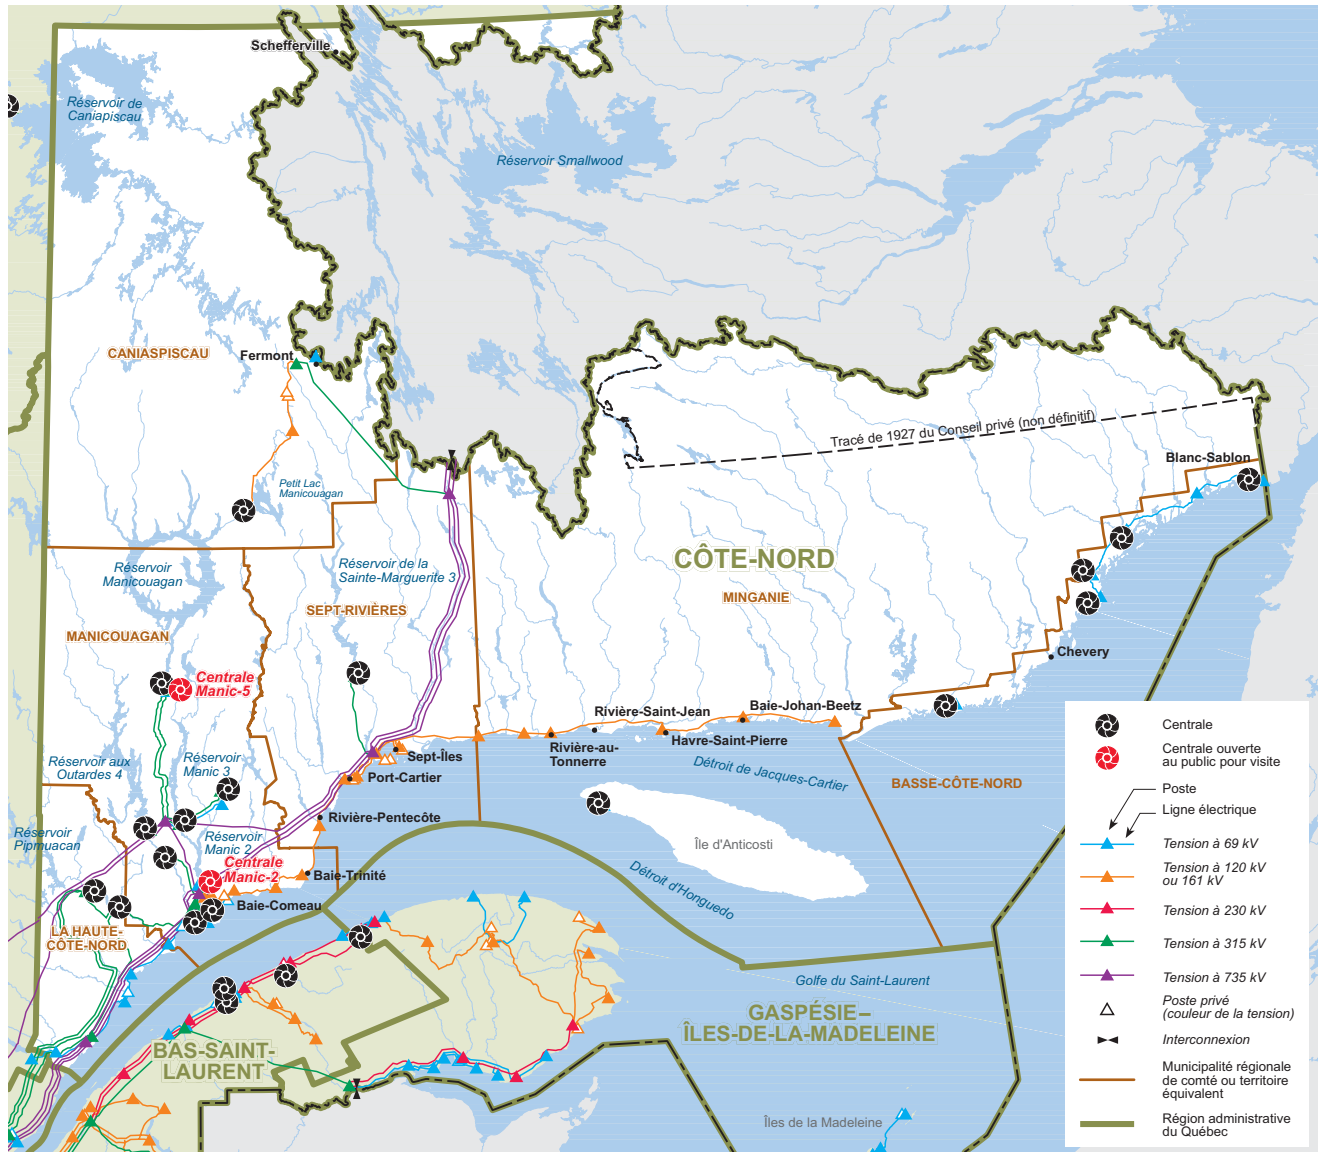 Schefferville
Réservoir de
Caniapiscau
Réservoir Smallwood
CANIASPISCAU
Fermont
Tracé de 1927 du Conseil privé (non définitif)
Blanc-Sablon
Petit Lac
Manicouagan
CÔTE-NORD
MINGANIE
Réservoir
Manicouagan
Réservoir de la
Sainte-Marguerite 3
SEPT-RIVIÈRES
MANICOUAGAN
Chevery
Centrale
Manic-5
Rivière-Saint-Jean
Baie-Johan-Beetz
Sept-Îles
Rivière-au-
Tonnerre
Havre-Saint-Pierre
Réservoir aux
Outardes 4
Réservoir
Manic 3
Port-Cartier
Détroit de Jacques-Cartier
BASSE-CÔTE-NORD
Rivière-Pentecôte
Réservoir
Pipmuacan
Réservoir
Manic 2
Île d'Anticosti
Centrale
Manic-2
Baie-Trinité
Détroit d'Honguedo
Baie-Comeau
LA HAUTE-
CÔTE-NORD
Golfe du Saint-Laurent
GASPÉSIE–
ÎLES-DE-LA-MADELEINE
BAS-SAINT-
LAURENT
Îles de la Madeleine
Centrale
Centrale ouverte
au public pour visite
Poste
Ligne électrique
Tension à 69 kV
Tension à 120 kV
ou 161 kV
Tension à 230 kV
Tension à 315 kV
Tension à 735 kV
Poste privé
(couleur de la tension)
Interconnexion
Municipalité régionale
de comté ou territoire
équivalent
Région administrative
du Québec